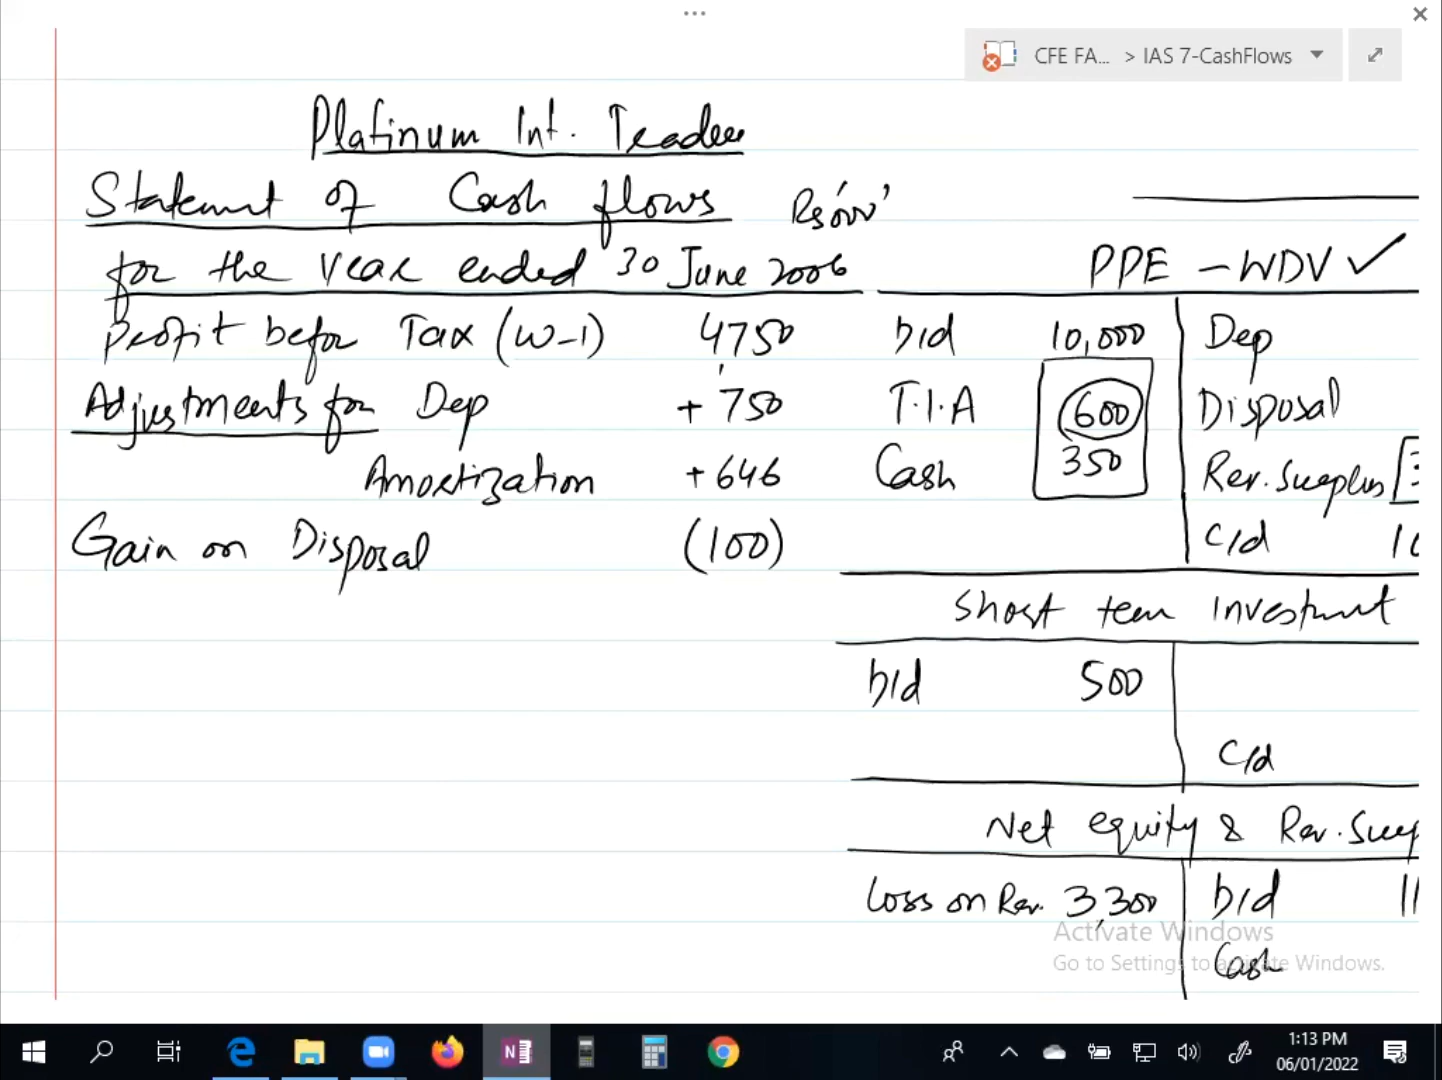 CFE FA... > IAS 7-CashFlows
Platinum Int. Traders
Statement of Cash flows Rs'000'
for the Year ended 30 June 2006
Profit before Tax (W-1) 4750
Adjustments for Dep + 750
Amortization + 646
Gain on Disposal (100)
PPE - WDV ✓
b/d 10,000 Dep
T.I.A 600 Disposal
Cash 350 Rev. Surplus
C/d
Short term Investment
b/d 500
C/d
Net equity & Rev. Surp
Loss on Rev. 3,300 b/d 11
Cash
Activate Windows
Go to Settings to activate Windows.
1:13 PM
06/01/2022